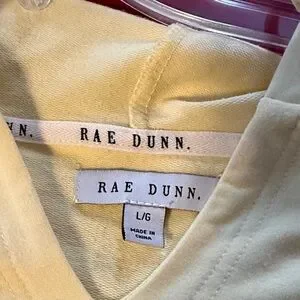 N.
RAE DUNN.
RAE DUNN.
L/G
MADE IN
CHINA